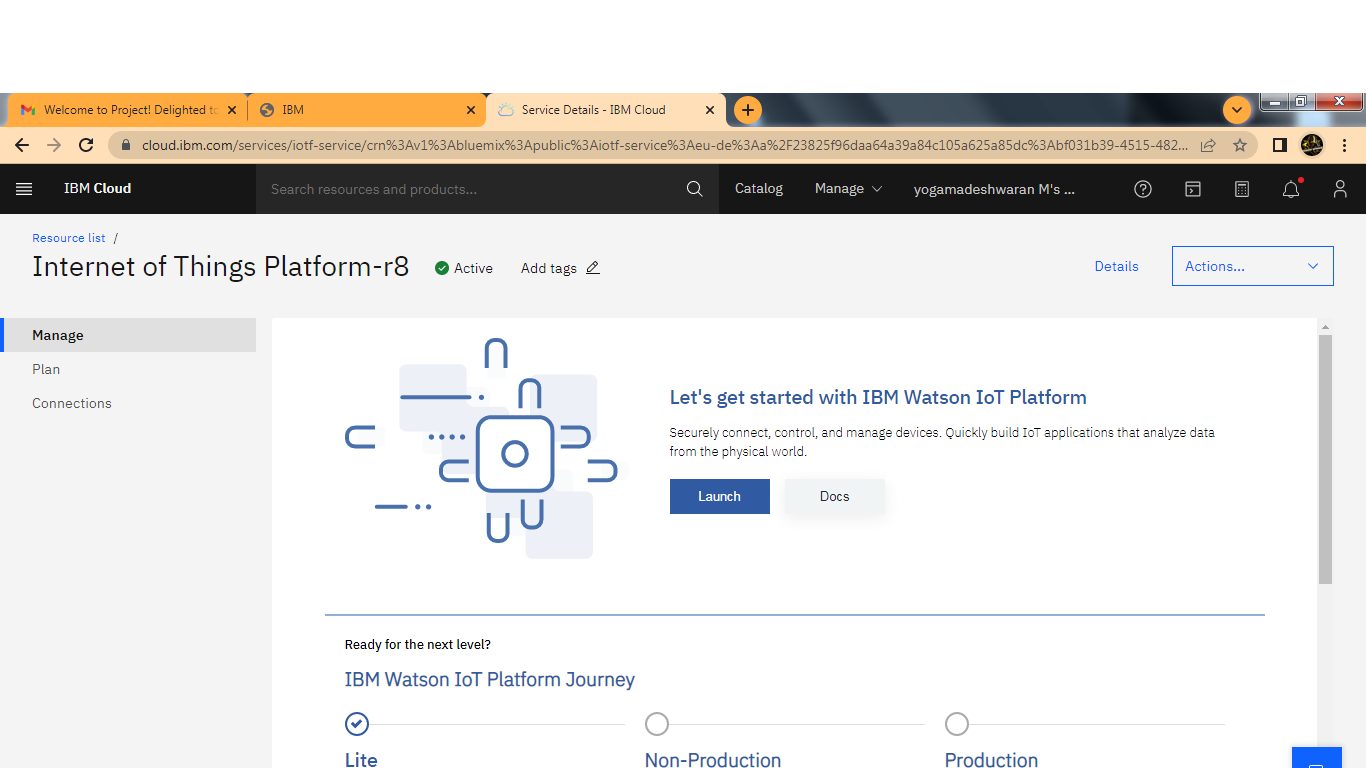 Welcome to Project! Delighted to
IBM
Service Details - IBM Cloud
cloud.ibm.com/services/iotf-service/crn%3Av1%3Abluemix%3Apublic%3Aiotf-service%3Aeu-de%3Aa%2F23825f96daa64a39a84c105a625a85dc%3Abf031b39-4515-482...
IBM Cloud
Search resources and products...
Catalog
Manage
yogamadeshwaran M's ...
Resource list /
Internet of Things Platform-r8
Active
Add tags
Details
Actions...
Manage
Plan
Connections
Let's get started with IBM Watson IoT Platform
Securely connect, control, and manage devices. Quickly build IoT applications that analyze data
from the physical world.
Launch
Docs
Ready for the next level?
IBM Watson IoT Platform Journey
Lite
Non-Production
Production